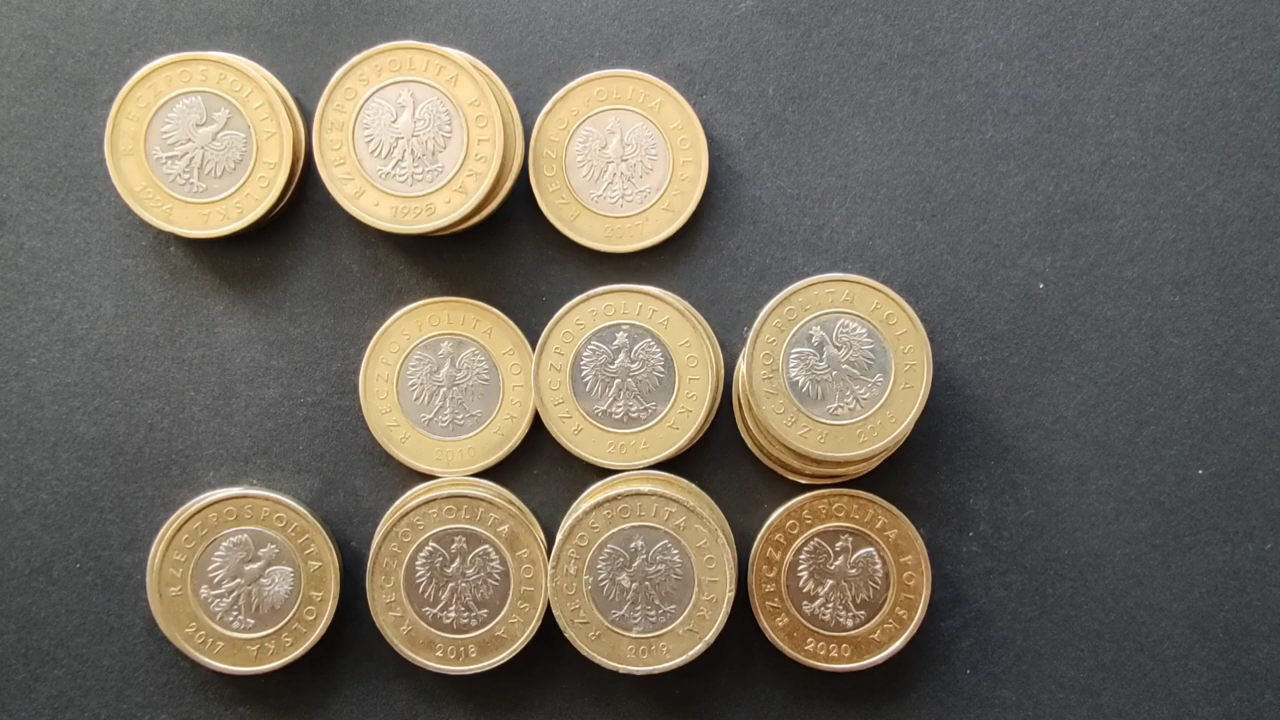 RZECZPOSPOLITA POLSKA 1994
RZECZPOSPOLITA POLSKA · 1995 ·
RZECZPOSPOLITA POLSKA · 2007 ·
RZECZPOSPOLITA POLSKA · 2010 ·
RZECZPOSPOLITA POLSKA · 2014 ·
RZECZPOSPOLITA POLSKA · 2016
RZECZPOSPOLITA POLSKA · 2017 ·
RZECZPOSPOLITA POLSKA · 2018 ·
RZECZPOSPOLITA POLSKA · 2019 ·
RZECZPOSPOLITA POLSKA · 2020 ·